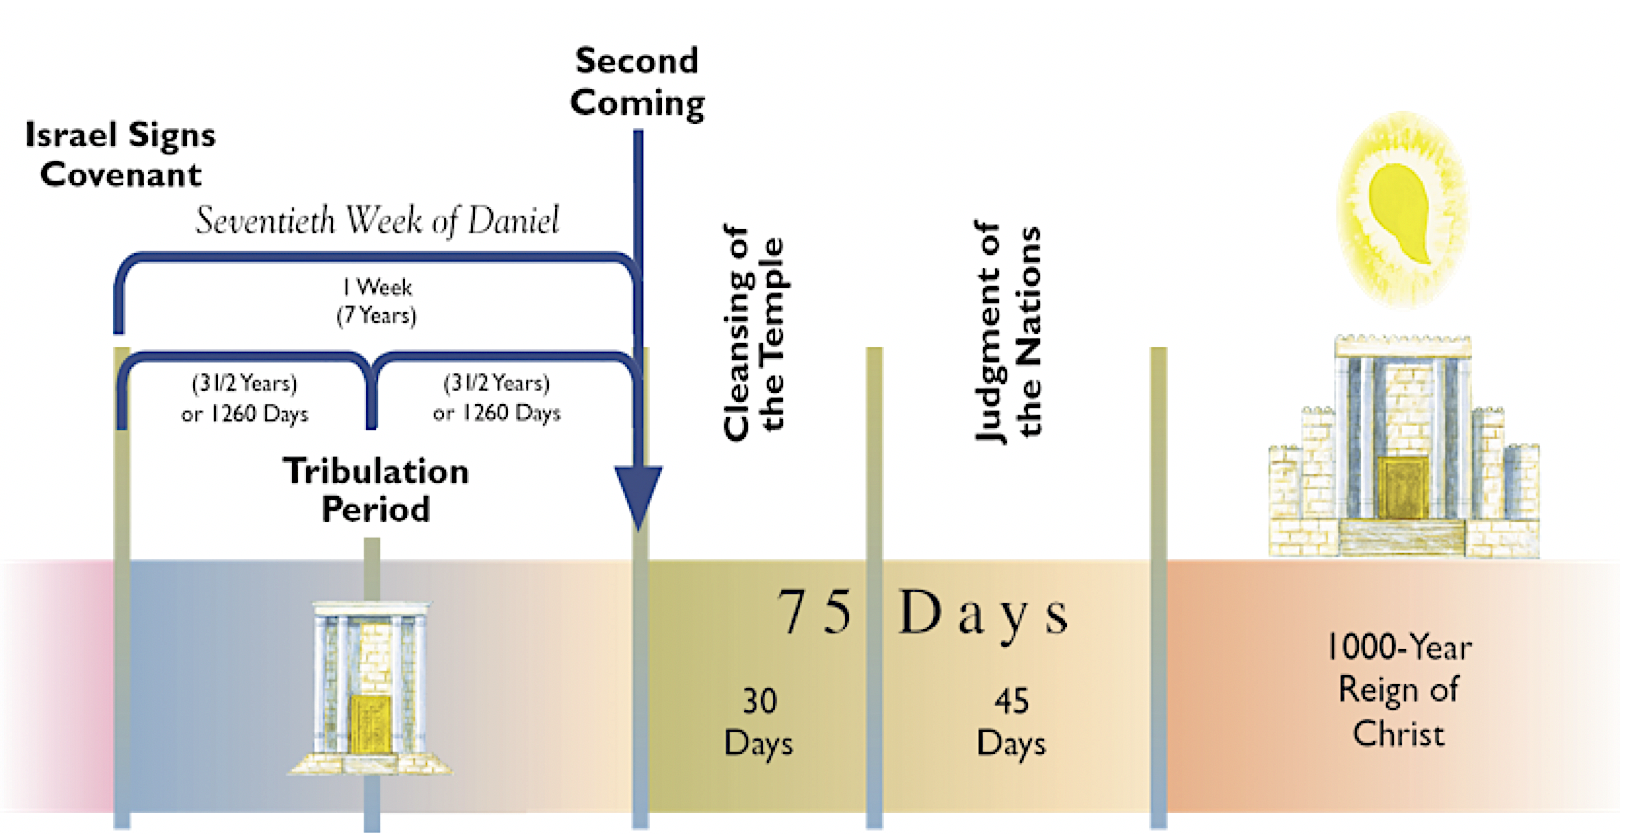 Second
Coming
Israel Signs
Covenant
Seventieth Week of Daniel
1 Week
(7 Years)
(31/2 Years)
or 1260 Days
(31/2 Years)
or 1260 Days
Tribulation
Period
Cleansing of
the Temple
Judgment of
the Nations
75 Days
30
Days
45
Days
1000-Year
Reign of
Christ